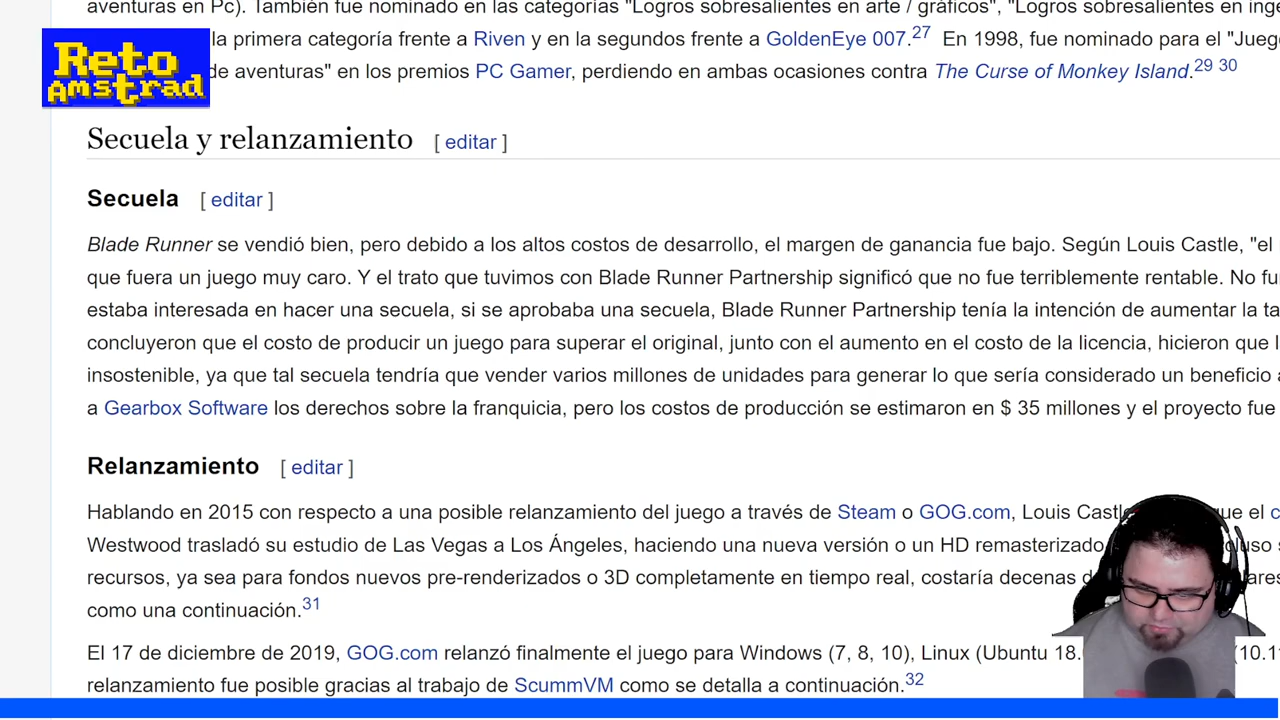 aventuras en Pc). También fue nominado en las categorías "Logros sobresalientes en arte / gráficos", "Logros sobresalientes en
Reto
Amstrad
la primera categoría frente a Riven y en la segundos frente a GoldenEye 007.27 En 1998, fue nominado para el
de aventuras" en los premios PC Gamer, perdiendo en ambas ocasiones contra The Curse of Monkey Island.29 30
Secuela y relanzamiento [ editar ]
Secuela [ editar ]
Blade Runner se vendió bien, pero debido a los altos costos de desarrollo, el margen de ganancia fue bajo. Según Louis Castle, "el
que fuera un juego muy caro. Y el trato que tuvimos con Blade Runner Partnership significó que no fue terriblemente rentable. No
estaba interesada en hacer una secuela, si se aprobaba una secuela, Blade Runner Partnership tenía la intención de aumentar la
concluyeron que el costo de producir un juego para superar el original, junto con el aumento en el costo de la licencia, hicieron que
insostenible, ya que tal secuela tendría que vender varios millones de unidades para generar lo que sería considerado un beneficio
a Gearbox Software los derechos sobre la franquicia, pero los costos de producción se estimaron en $ 35 millones y el proyecto fue
Relanzamiento [ editar ]
Hablando en 2015 con respecto a una posible relanzamiento del juego a través de Steam o GOG.com, Louis que el
Westwood trasladó su estudio de Las Vegas a Los Ángeles, haciendo una nueva versión o un HD remasterizado
recursos, ya sea para fondos nuevos pre-renderizados o 3D completamente en tiempo real, costaría decenas
como una continuación.31
El 17 de diciembre de 2019, GOG.com relanzó finalmente el juego para Windows (7, 8, 10), Linux (Ubuntu
relanzamiento fue posible gracias al trabajo de ScummVM como se detalla a continuación.32